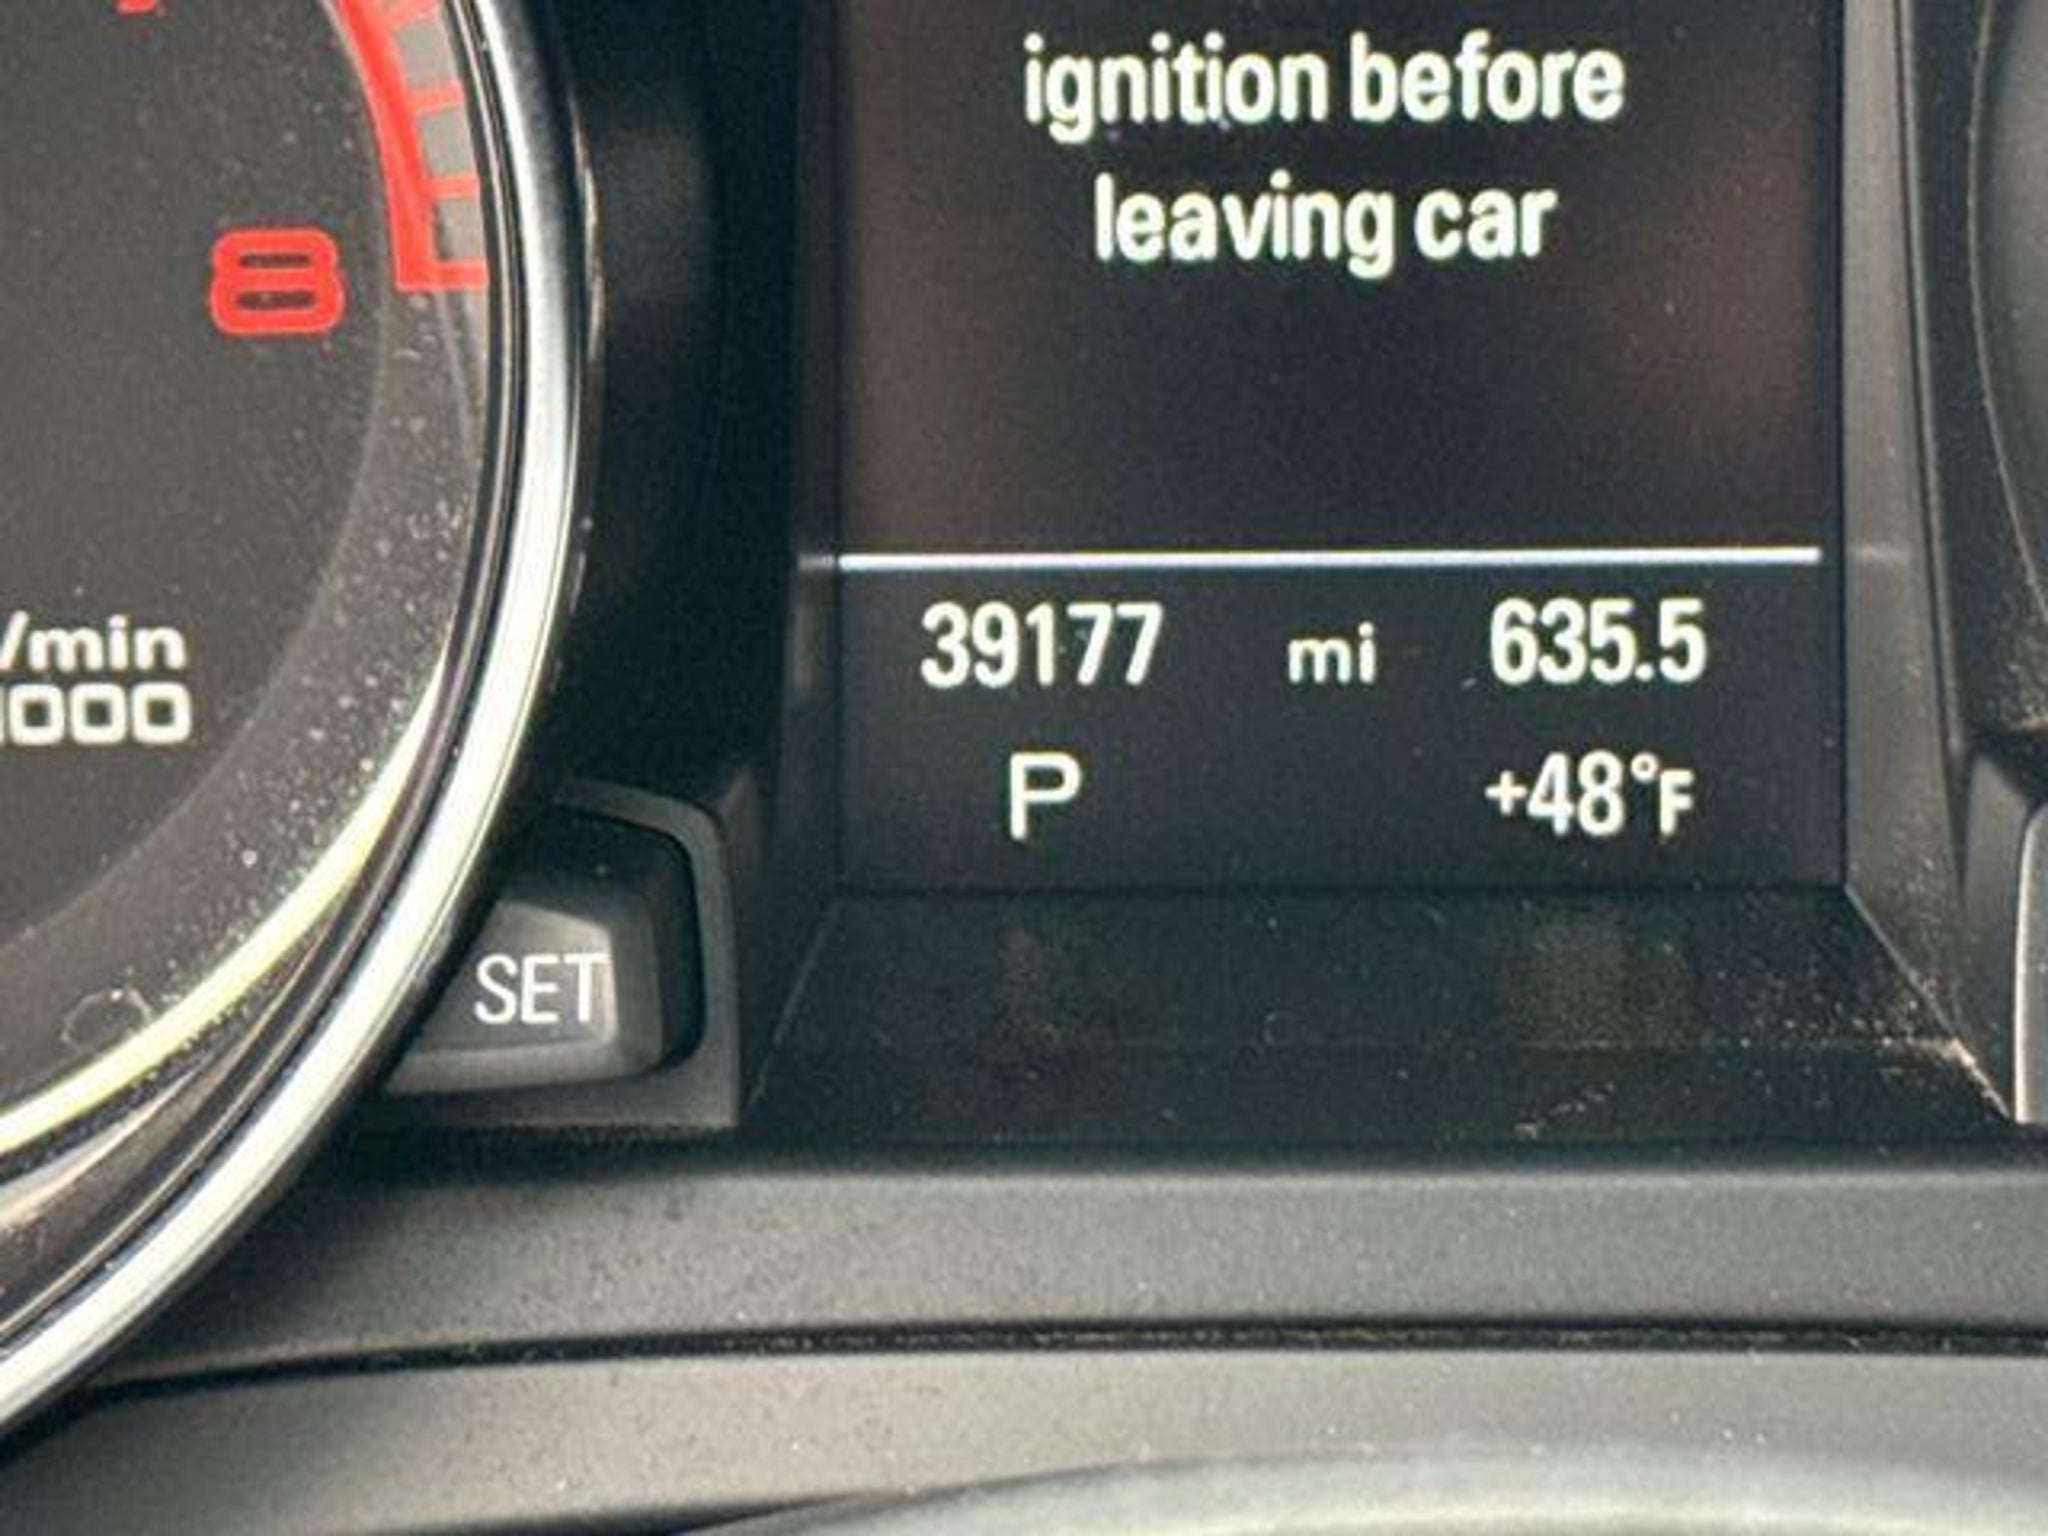 ignition before
leaving car
8
39177 mi 635.5
/min
000
P +48°F
SET